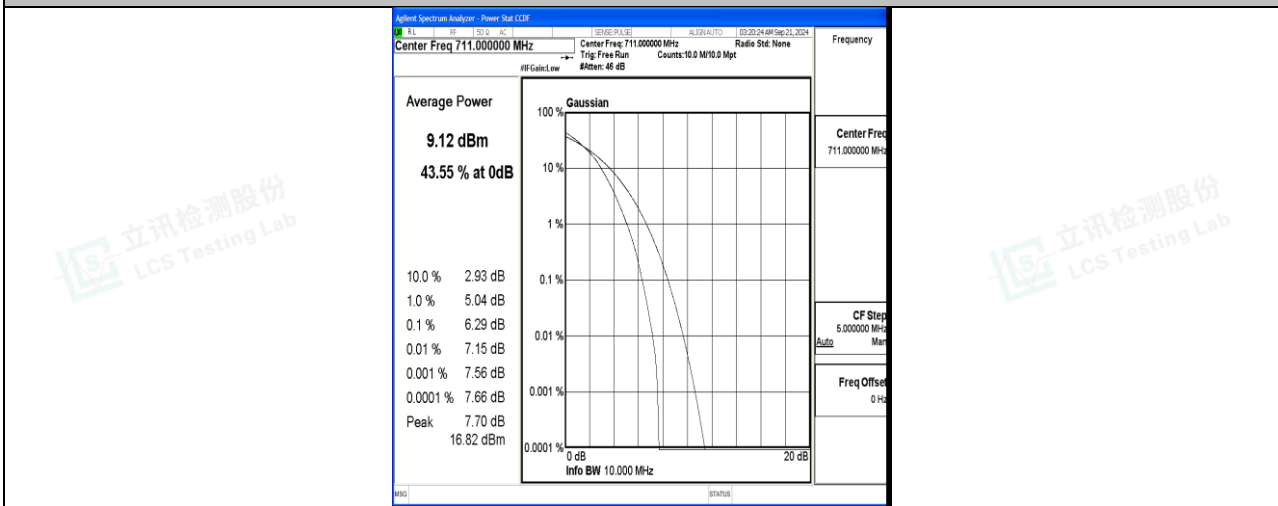 Agilent Spectrum Analyzer - Power Stat CCDF
RL RF 50 Ω AC SENSE:PULSE ALIGN AUTO 03:20:24 AM Sep 21, 2024
Center Freq 711.000000 MHz
Center Freq: 711.000000 MHz Radio Std: None
Trig: Free Run Counts:10.0 M/10.0 Mpt
#IFGain:Low #Atten: 46 dB
Frequency
Average Power
9.12 dBm
43.55 % at 0dB
10.0 % 2.93 dB
1.0 % 5.04 dB
0.1 % 6.29 dB
0.01 % 7.15 dB
0.001 % 7.56 dB
0.0001 % 7.66 dB
Peak 7.70 dB
16.82 dBm
Gaussian
100 %
10 %
1 %
0.1 %
0.01 %
0.001 %
0.0001 %
0 dB 20 dB
Info BW 10.000 MHz
Center Freq
711.000000 MHz
CF Step
5.000000 MHz
Auto Man
Freq Offset
0 Hz
MSG STATUS
立讯检测股份
LCS Testing Lab
立讯检测股份
LCS Testing Lab